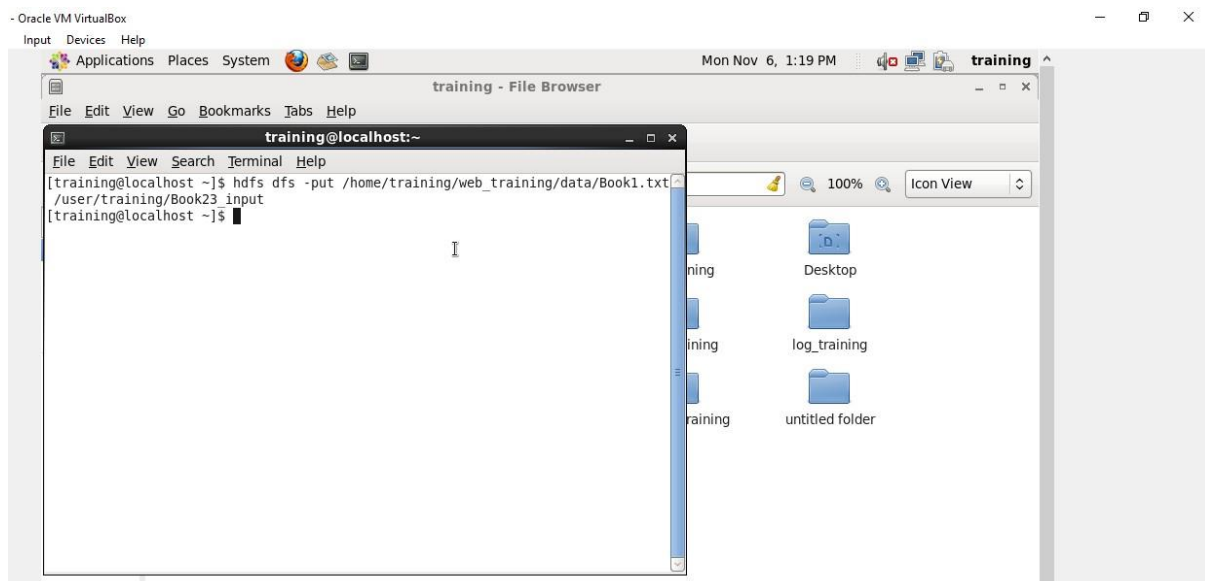 - Oracle VM VirtualBox
Input Devices Help
Applications Places System Mon Nov 6, 1:19 PM training
training - File Browser
File Edit View Go Bookmarks Tabs Help
training@localhost:~
File Edit View Search Terminal Help
[training@localhost ~]$ hdfs dfs -put /home/training/web_training/data/Book1.txt
/user/training/Book23_input
[training@localhost ~]$
100% Icon View
ning Desktop
ining log_training
raining untitled folder